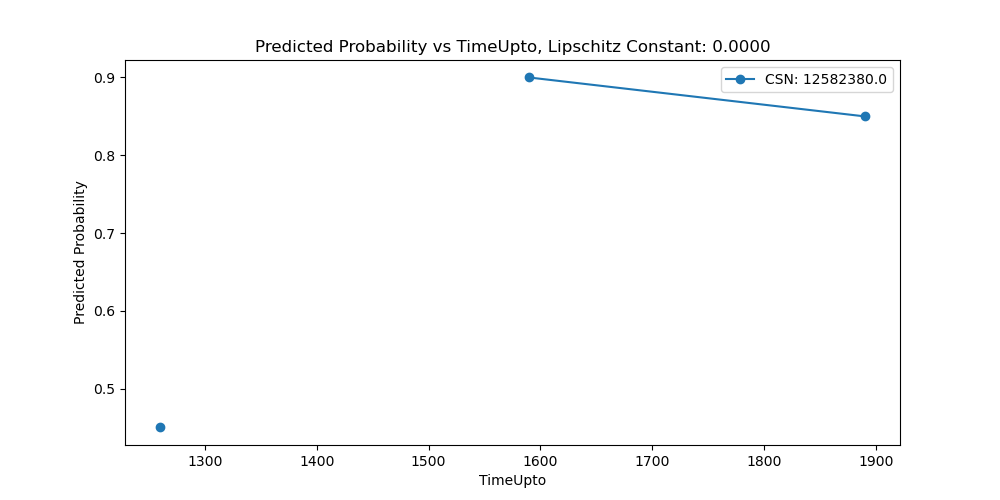 Predicted Probability vs TimeUpto, Lipschitz Constant: 0.0000
CSN: 12582380.0
0.9
0.8
0.7
0.6
0.5
Predicted Probability
1300 1400 1500 1600 1700 1800 1900
TimeUpto